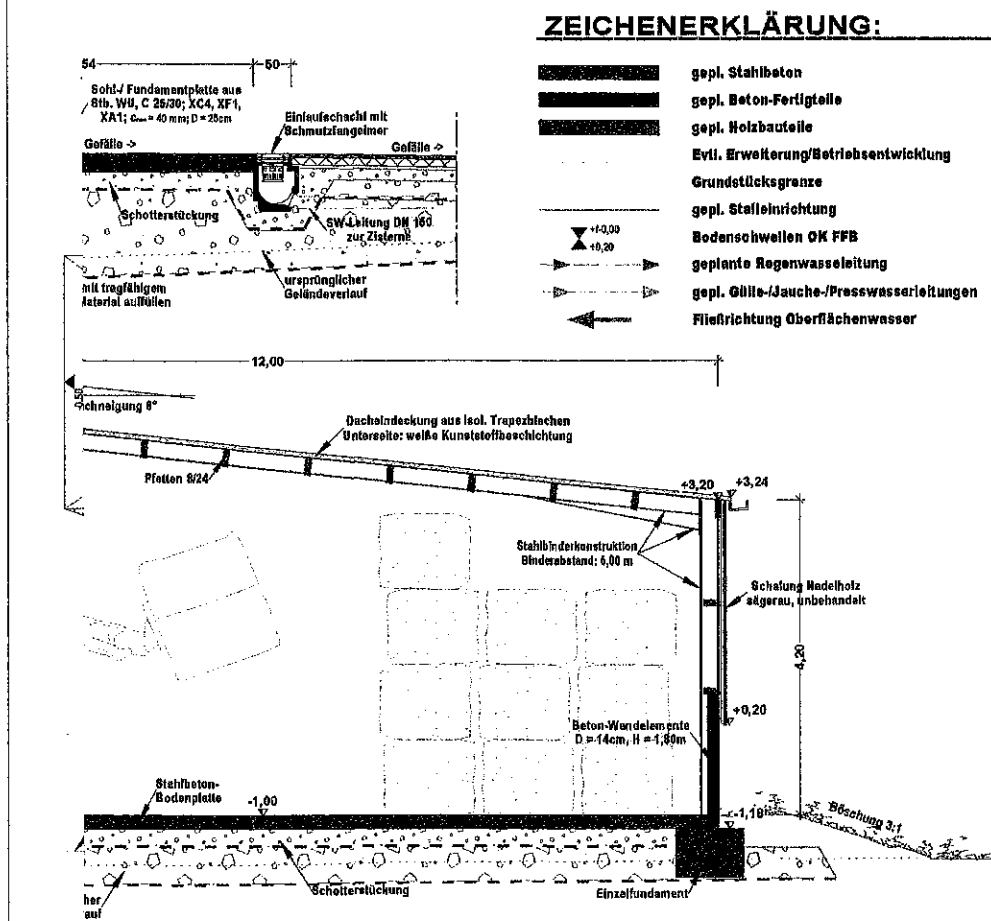 ZEICHENERKLÄRUNG:
gepl. Stahlbeton
gepl. Beton-Fertigteile
gepl. Holzbauteile
Evtl. Erweiterung/Betriebsentwicklung
Grundstücksgrenze
gepl. Stalleinrichtung
+/-0,00
+0,20
Bodenschwellen OK FFB
geplante Regenwasserleitung
gepl. Gülle-/Jauche-/Presswasserleitungen
Fließrichtung Oberflächenwasser
54
50
Sohl-/ Fundamentplatte aus
Stb. WU, C 25/30; XC4, XF1,
XA1; = 40 mm; D = 25cm
Einlaufschacht mit
Schmutzfangeimer
Gefälle ->
Gefälle ->
Schotterstückung
SW-Leitung DN 150
zur Zisterne
ursprünglicher
Geländeverlauf
mit tragfähigem
Material auffüllen
12,00
0,50
chneigung 6°
Dacheindeckung aus isol. Trapezblechen
Unterseite: weiße Kunststoffbeschichtung
Pfetten 8/24
+3,20
+3,24
Stahlbinderkonstruktion
Binderabstand: 6,00 m
Schalung Nadelholz
sägerau, unbehandelt
4,20
+0,20
Beton-Wandelemente
D = 14cm, H = 1,80m
Stahlbeton-
Bodenplatte
-1,00
-1,18
Böschung 3:1
Schotterstückung
Einzelfundament
her
auf